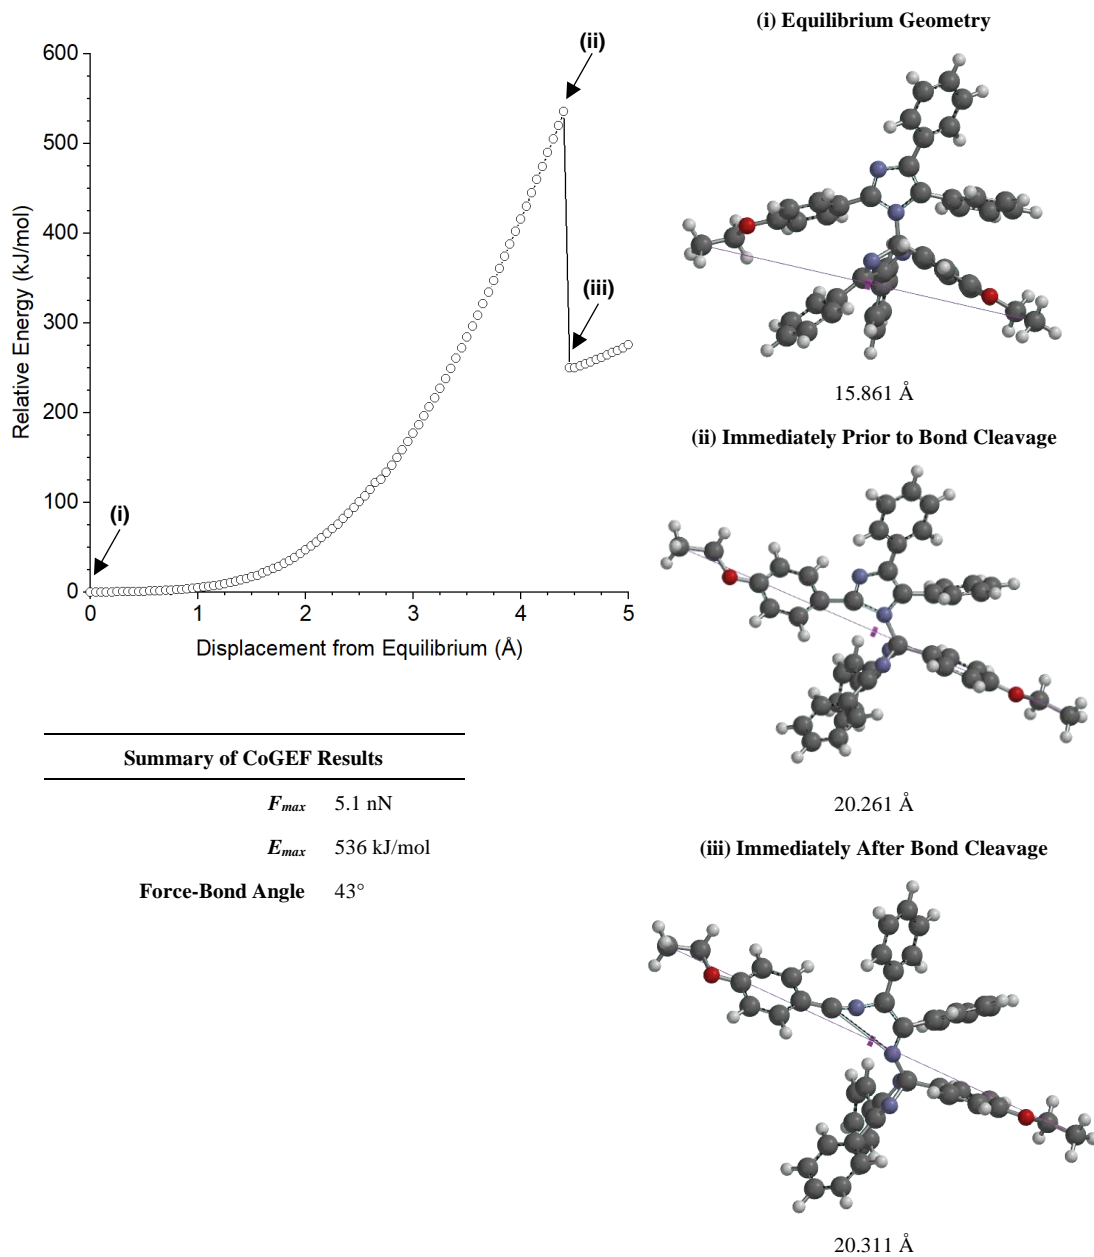 (i) Equilibrium Geometry
600
500
400
300
200
100
0
Relative Energy (kJ/mol)
(i)
(ii)
(iii)
0
1
2
3
4
5
Displacement from Equilibrium (Å)
15.861 Å
(ii) Immediately Prior to Bond Cleavage
20.261 Å
(iii) Immediately After Bond Cleavage
20.311 Å
Summary of CoGEF Results
Fmax 5.1 nN
Emax 536 kJ/mol
Force-Bond Angle 43°